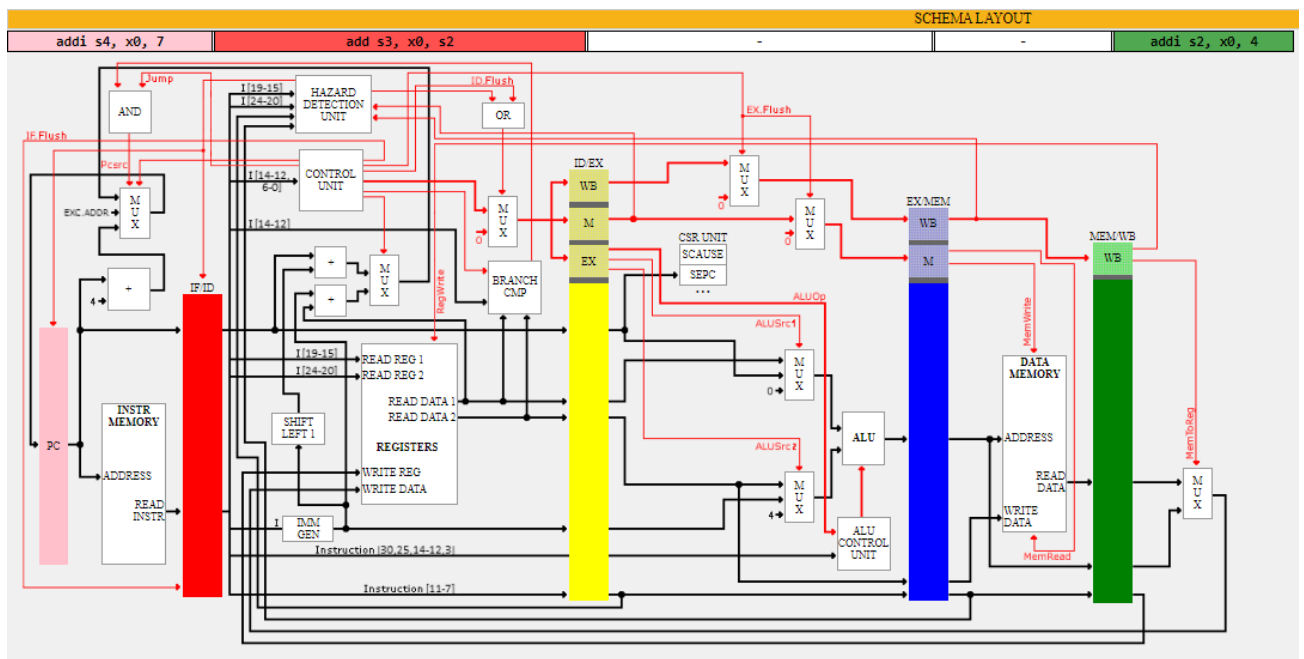 SCHEMA LAYOUT
addi s4, x0, 7
add s3, x0, s2
-
-
addi s2, x0, 4
Jump
I [19-15]
I [24-20]
HAZARD
DETECTION
UNIT
ID.Flush
OR
EX.Flush
AND
IF.Flush
Pcsrc
I [14-12,
6-0]
CONTROL
UNIT
ID/EX
WB
M
EX
MUX
0
MUX
0
MUX
0
EX/MEM
WB
M
MEM/WB
WB
EXC.ADDR
MUX
I [14-12]
CSR UNIT
SCAUSE
SEPC
...
+
4
+
+
MUX
BRANCH
CMP
RegWrite
ALUOp
ALUSrc1
MemWrite
IF/ID
I [19-15]
I [24-20]
READ REG 1
READ REG 2
READ DATA 1
READ DATA 2
REGISTERS
WRITE REG
WRITE DATA
MUX
0
DATA
MEMORY
ADDRESS
READ
DATA
WRITE
DATA
MemRead
MemToReg
MUX
INSTR
MEMORY
PC
ADDRESS
READ
INSTR
SHIFT
LEFT 1
ALU
ALUSrc2
MUX
4
I
IMM
GEN
ALU
CONTROL
UNIT
Instruction [30,25,14-12,3]
Instruction [11-7]